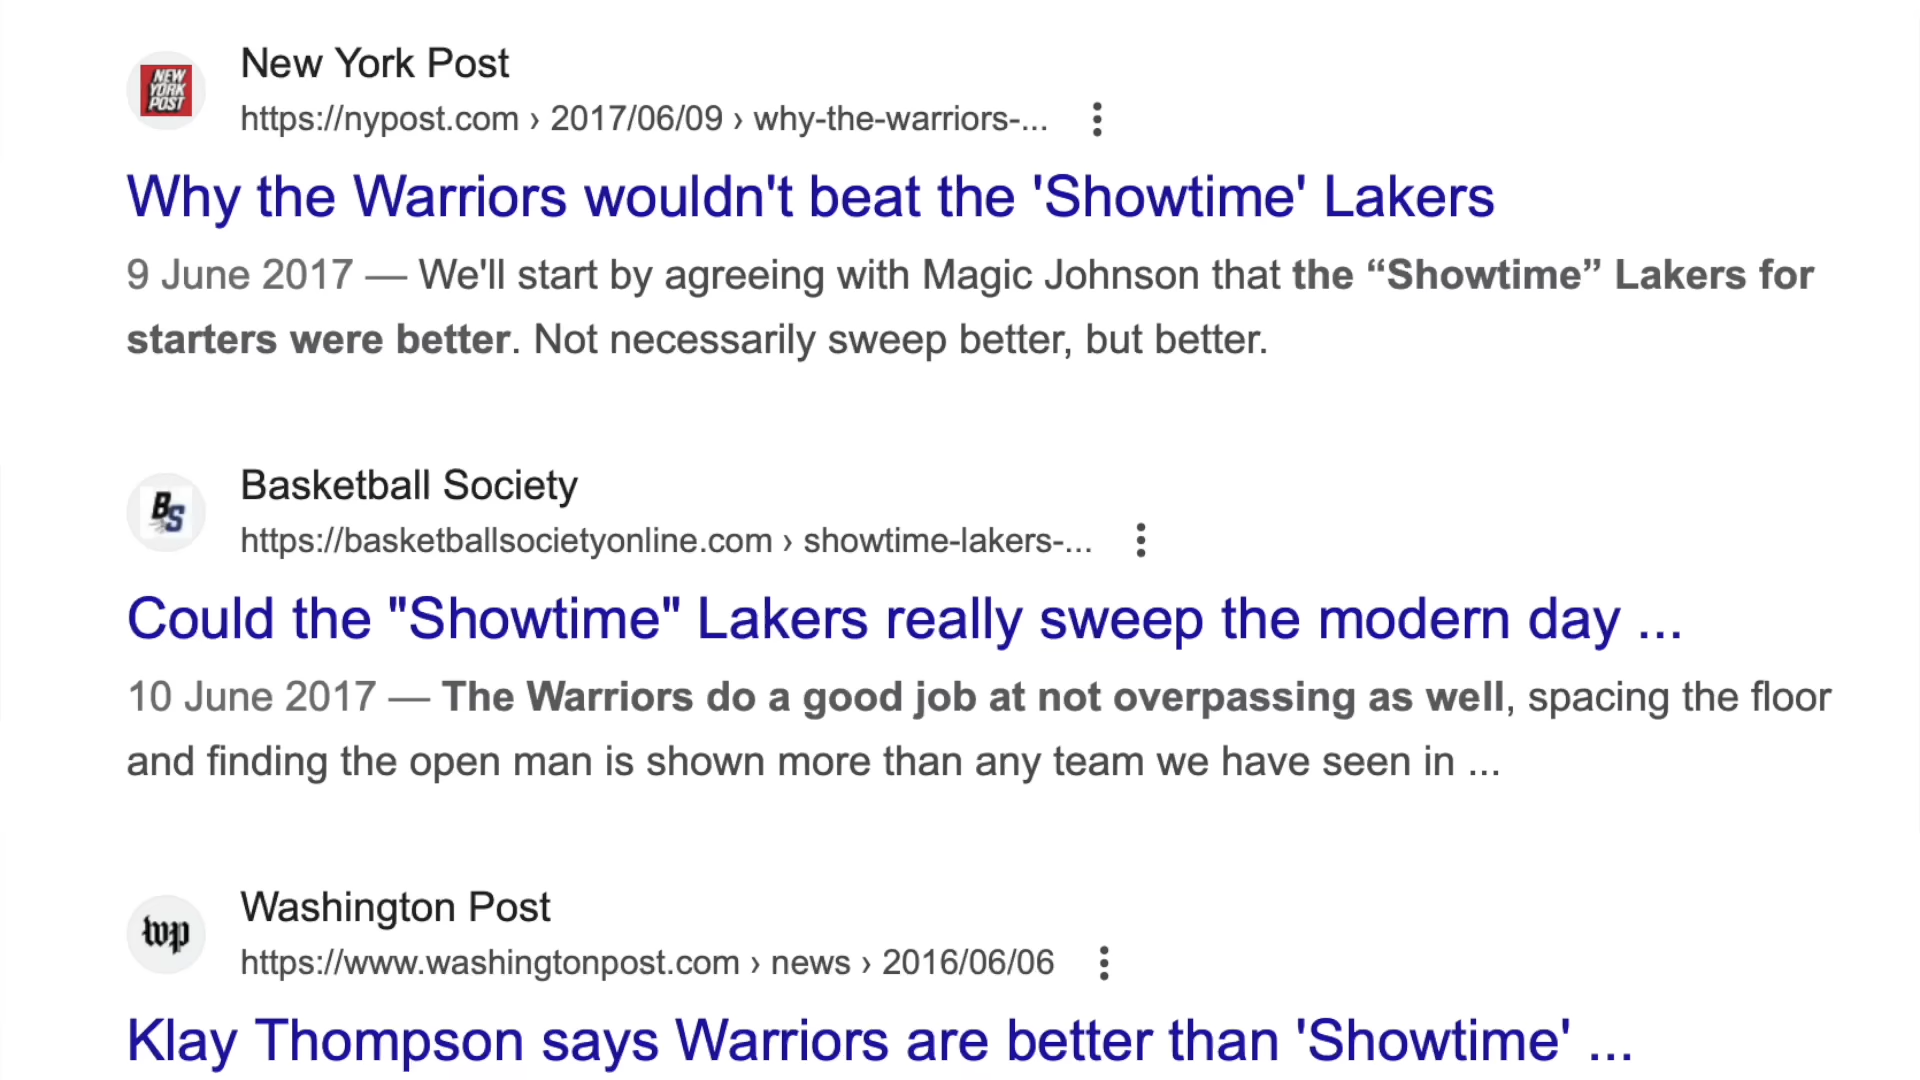 NEW
YORK
POST
New York Post
https://nypost.com › 2017/06/09 › why-the-warriors-...
Why the Warriors wouldn't beat the 'Showtime' Lakers
9 June 2017 — We'll start by agreeing with Magic Johnson that the “Showtime” Lakers for
starters were better. Not necessarily sweep better, but better.
BS
Basketball Society
https://basketballsocietyonline.com › showtime-lakers-...
Could the "Showtime" Lakers really sweep the modern day ...
10 June 2017 — The Warriors do a good job at not overpassing as well, spacing the floor
and finding the open man is shown more than any team we have seen in ...
wp
Washington Post
https://www.washingtonpost.com › news › 2016/06/06
Klay Thompson says Warriors are better than 'Showtime' ...